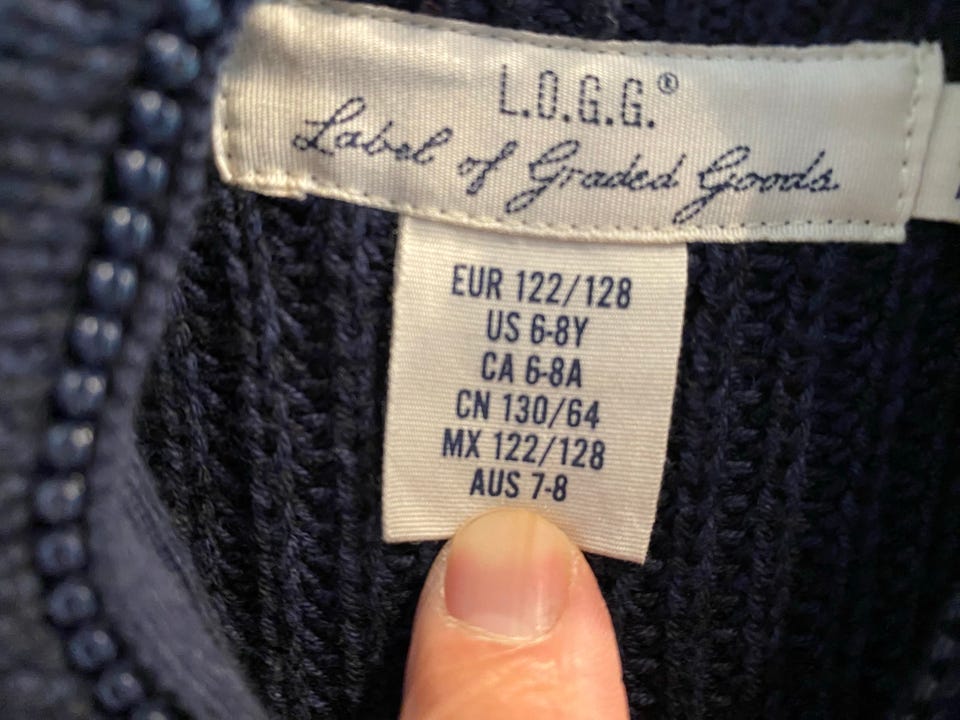 L.O.G.G.®
Label of Graded Goods
EUR 122/128
US 6-8Y
CA 6-8A
CN 130/64
MX 122/128
AUS 7-8